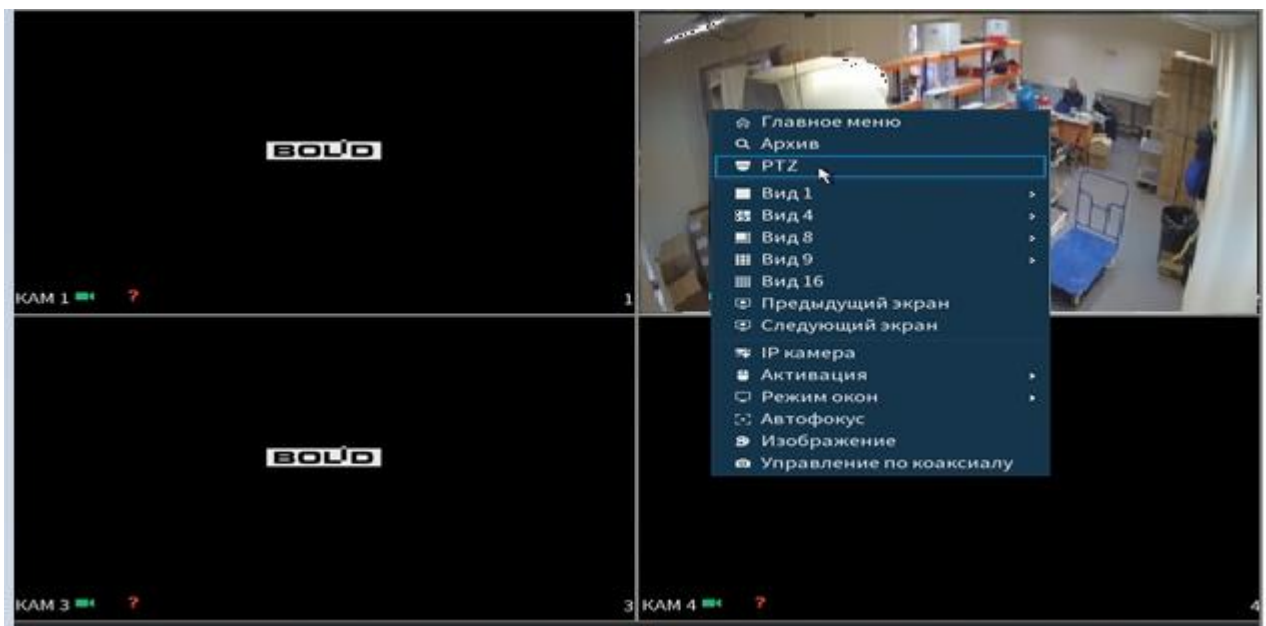 BOLID
КАМ 1 ?
1
Главное меню
Архив
PTZ
Вид 1
Вид 4
Вид 8
Вид 9
Вид 16
Предыдущий экран
Следующий экран
IP камера
Активация
Режим окон
Автофокус
Изображение
Управление по коаксиалу
BOLID
КАМ 3 ?
3
КАМ 4 ?
4